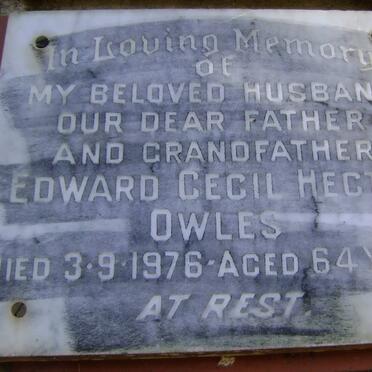 In Loving Memory
of
MY BELOVED HUSBAN
OUR DEAR FATHER
AND GRANDFATHER
EDWARD CECIL HECT
OWLES
DIED 3·9·1976·AGED 64 Y
AT REST.